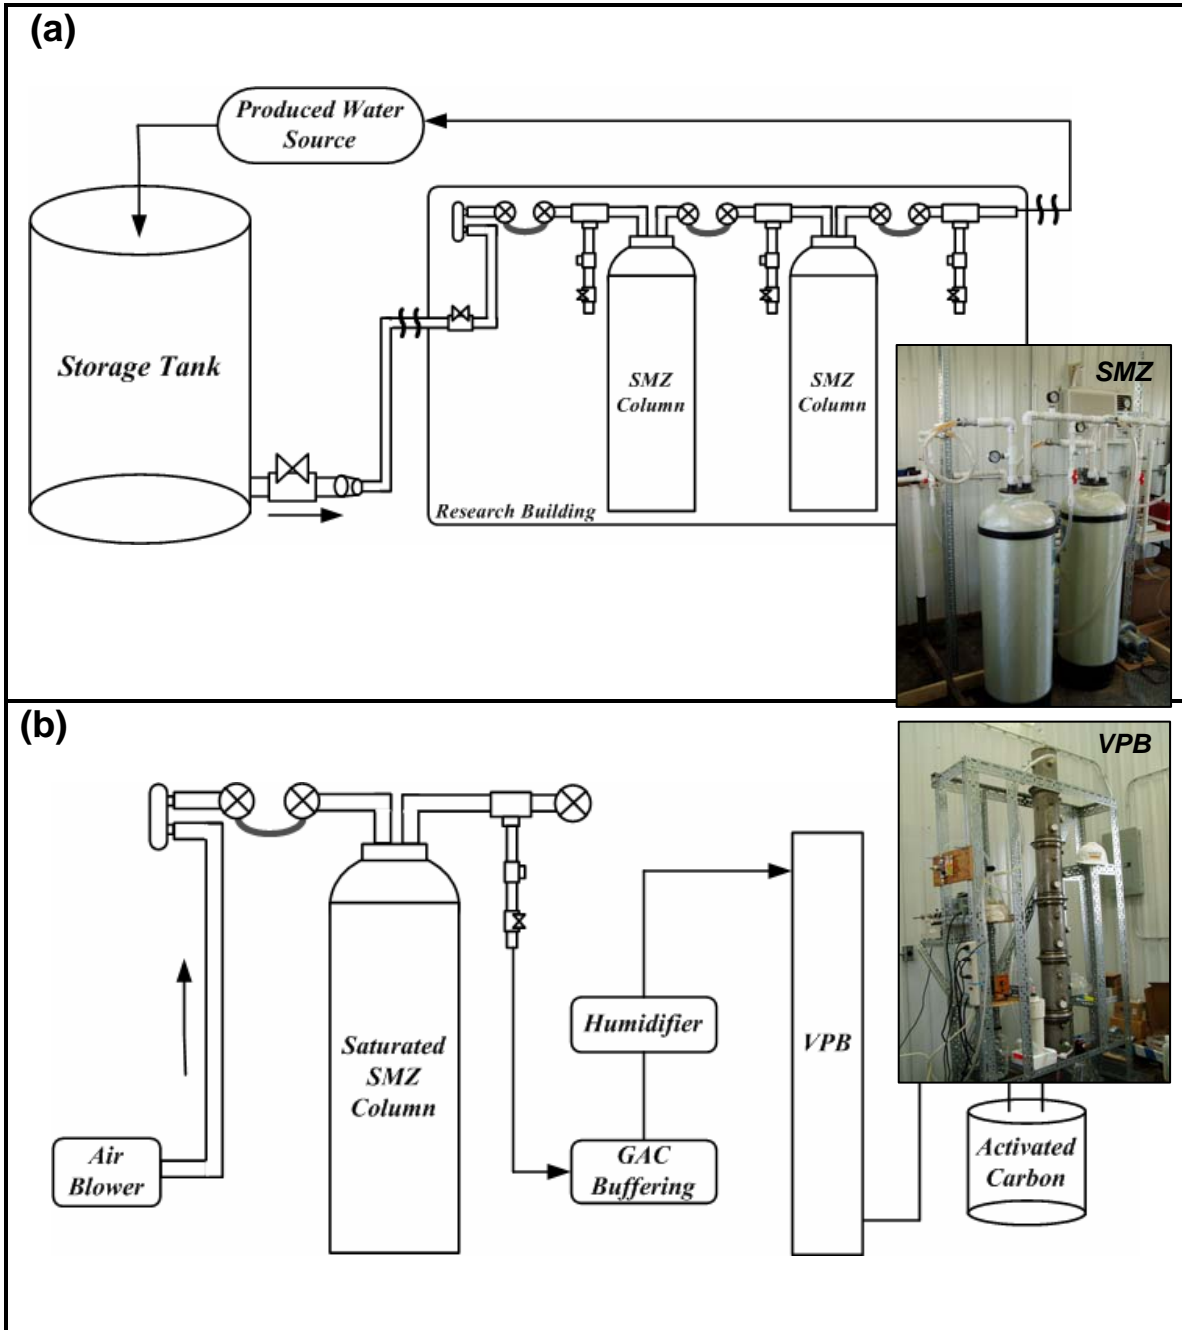 (a)
Produced Water
Source
Storage Tank
SMZ
Column
SMZ
Column
Research Building
SMZ
(b)
VPB
Air
Blower
Saturated
SMZ
Column
Humidifier
GAC
Buffering
VPB
Activated
Carbon